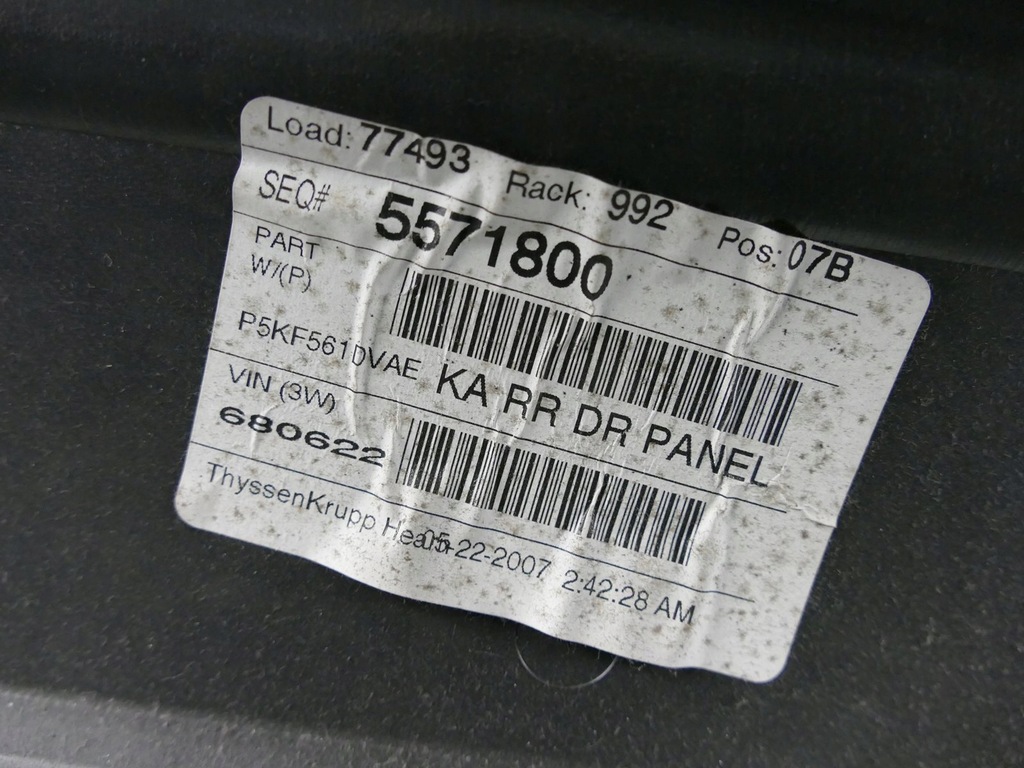 Load: 77493 Rack: 992 Pos: 07B
SEQ# 5571800
PART
W/(P)
P5KF561DVAE KA RR DR PANEL
VIN (3W)
680622
ThyssenKrupp 05-22-2007 2:42:28 AM